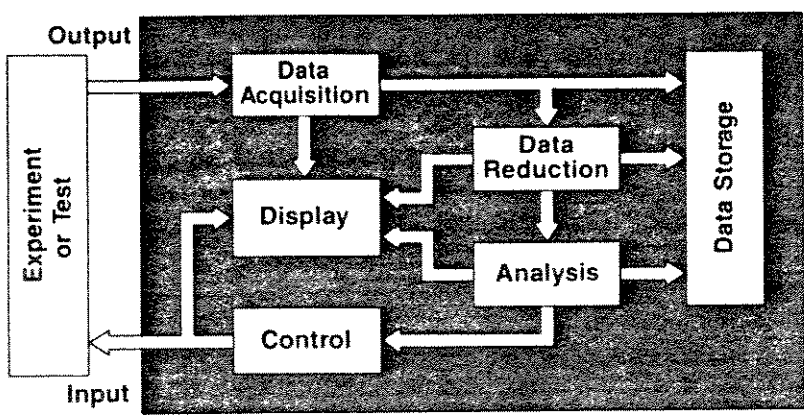 Output
Data
Acquisition
Experiment
or Test
Data
Reduction
Data Storage
Display
Analysis
Control
Input